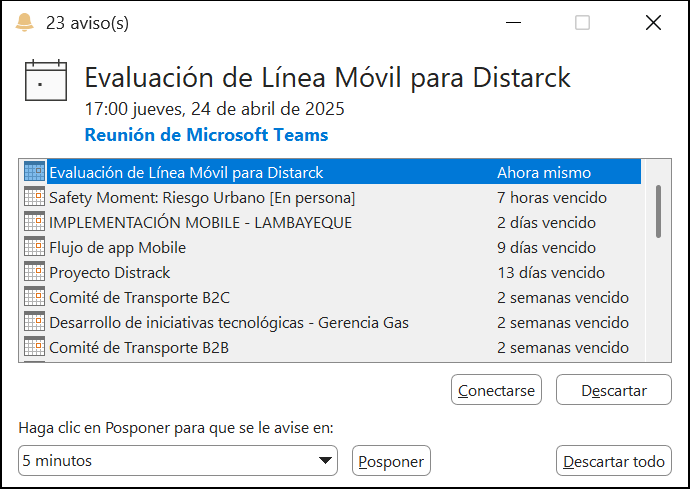 23 aviso(s)
Evaluación de Línea Móvil para Distarck
17:00 jueves, 24 de abril de 2025
Reunión de Microsoft Teams
Evaluación de Línea Móvil para Distarck Ahora mismo
Safety Moment: Riesgo Urbano [En persona] 7 horas vencido
IMPLEMENTACIÓN MOBILE - LAMBAYEQUE 2 días vencido
Flujo de app Mobile 9 días vencido
Proyecto Distrack 13 días vencido
Comité de Transporte B2C 2 semanas vencido
Desarrollo de iniciativas tecnológicas - Gerencia Gas 2 semanas vencido
Comité de Transporte B2B 2 semanas vencido
Conectarse Descartar
Haga clic en Posponer para que se le avise en:
5 minutos Posponer Descartar todo